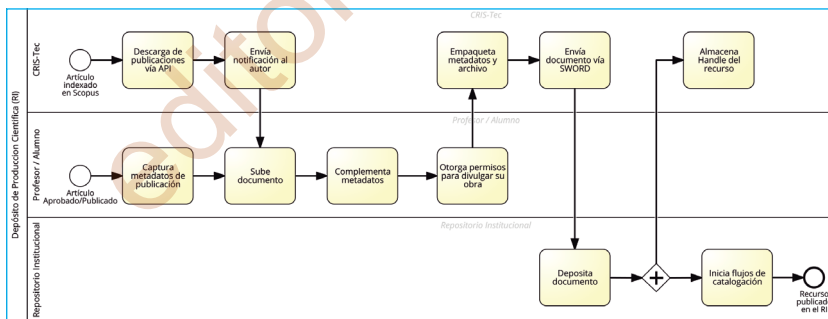 Depósito de Produccion Científica (RI)
CRIS-Tec
CRIS-Tec
Artículo
indexado
en Scopus
Descarga de
publicaciones
vía API
Envía
notificación al
autor
Empaqueta
metadatos y
archivo
Envía
documento vía
SWORD
Almacena
Handle del
recurso
Profesor / Alumno
Profesor / Alumno
Artículo
Aprobado/Publicado
Captura
metadatos de
publicación
Sube
documento
Complementa
metadatos
Otorga permisos
para divulgar su
obra
Repositorio Institucional
Repositorio Institucional
Deposita
documento
Inicia flujos de
catalogación
Recurso
publicado
en el RI
editor